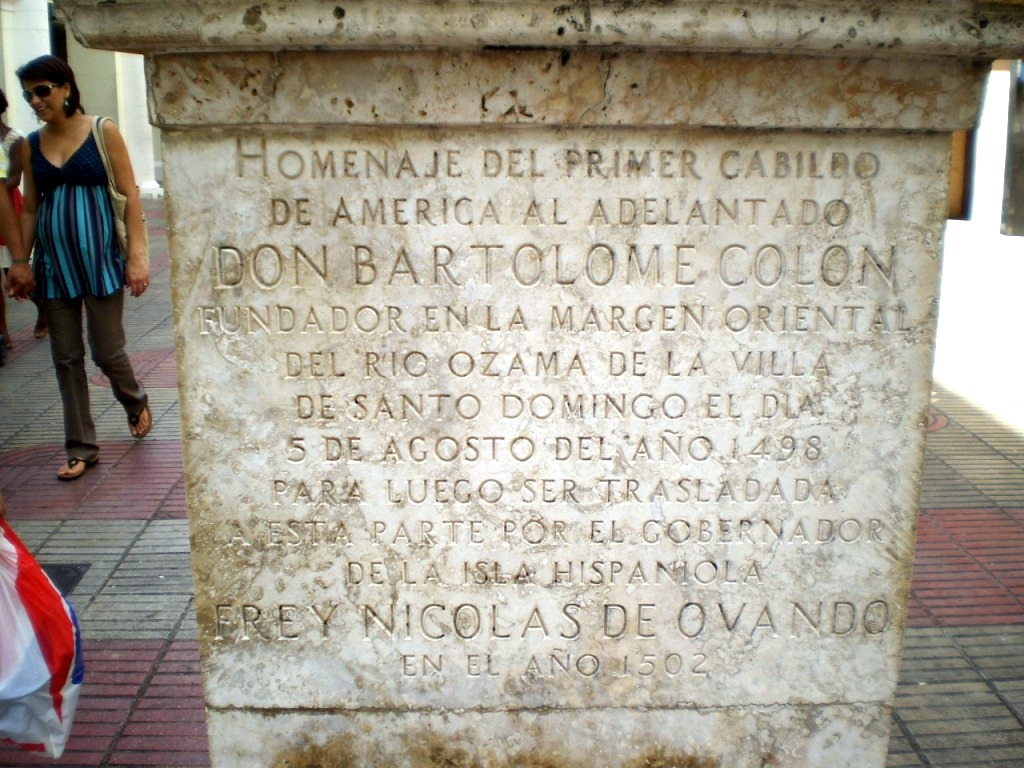 HOMENAJE DEL PRIMER CABILDO
DE AMERICA AL ADELANTADO
DON BARTOLOME COLON
FUNDADOR EN LA MARGEN ORIENTAL
DEL RIO OZAMA DE LA VILLA
DE SANTO DOMINGO EL DIA
5 DE AGOSTO DEL AÑO 1498
PARA LUEGO SER TRASLADADA
A ESTA PARTE POR EL GOBERNADOR
DE LA ISLA HISPANIOLA
FREY NICOLAS DE OVANDO
EN EL AÑO 1502